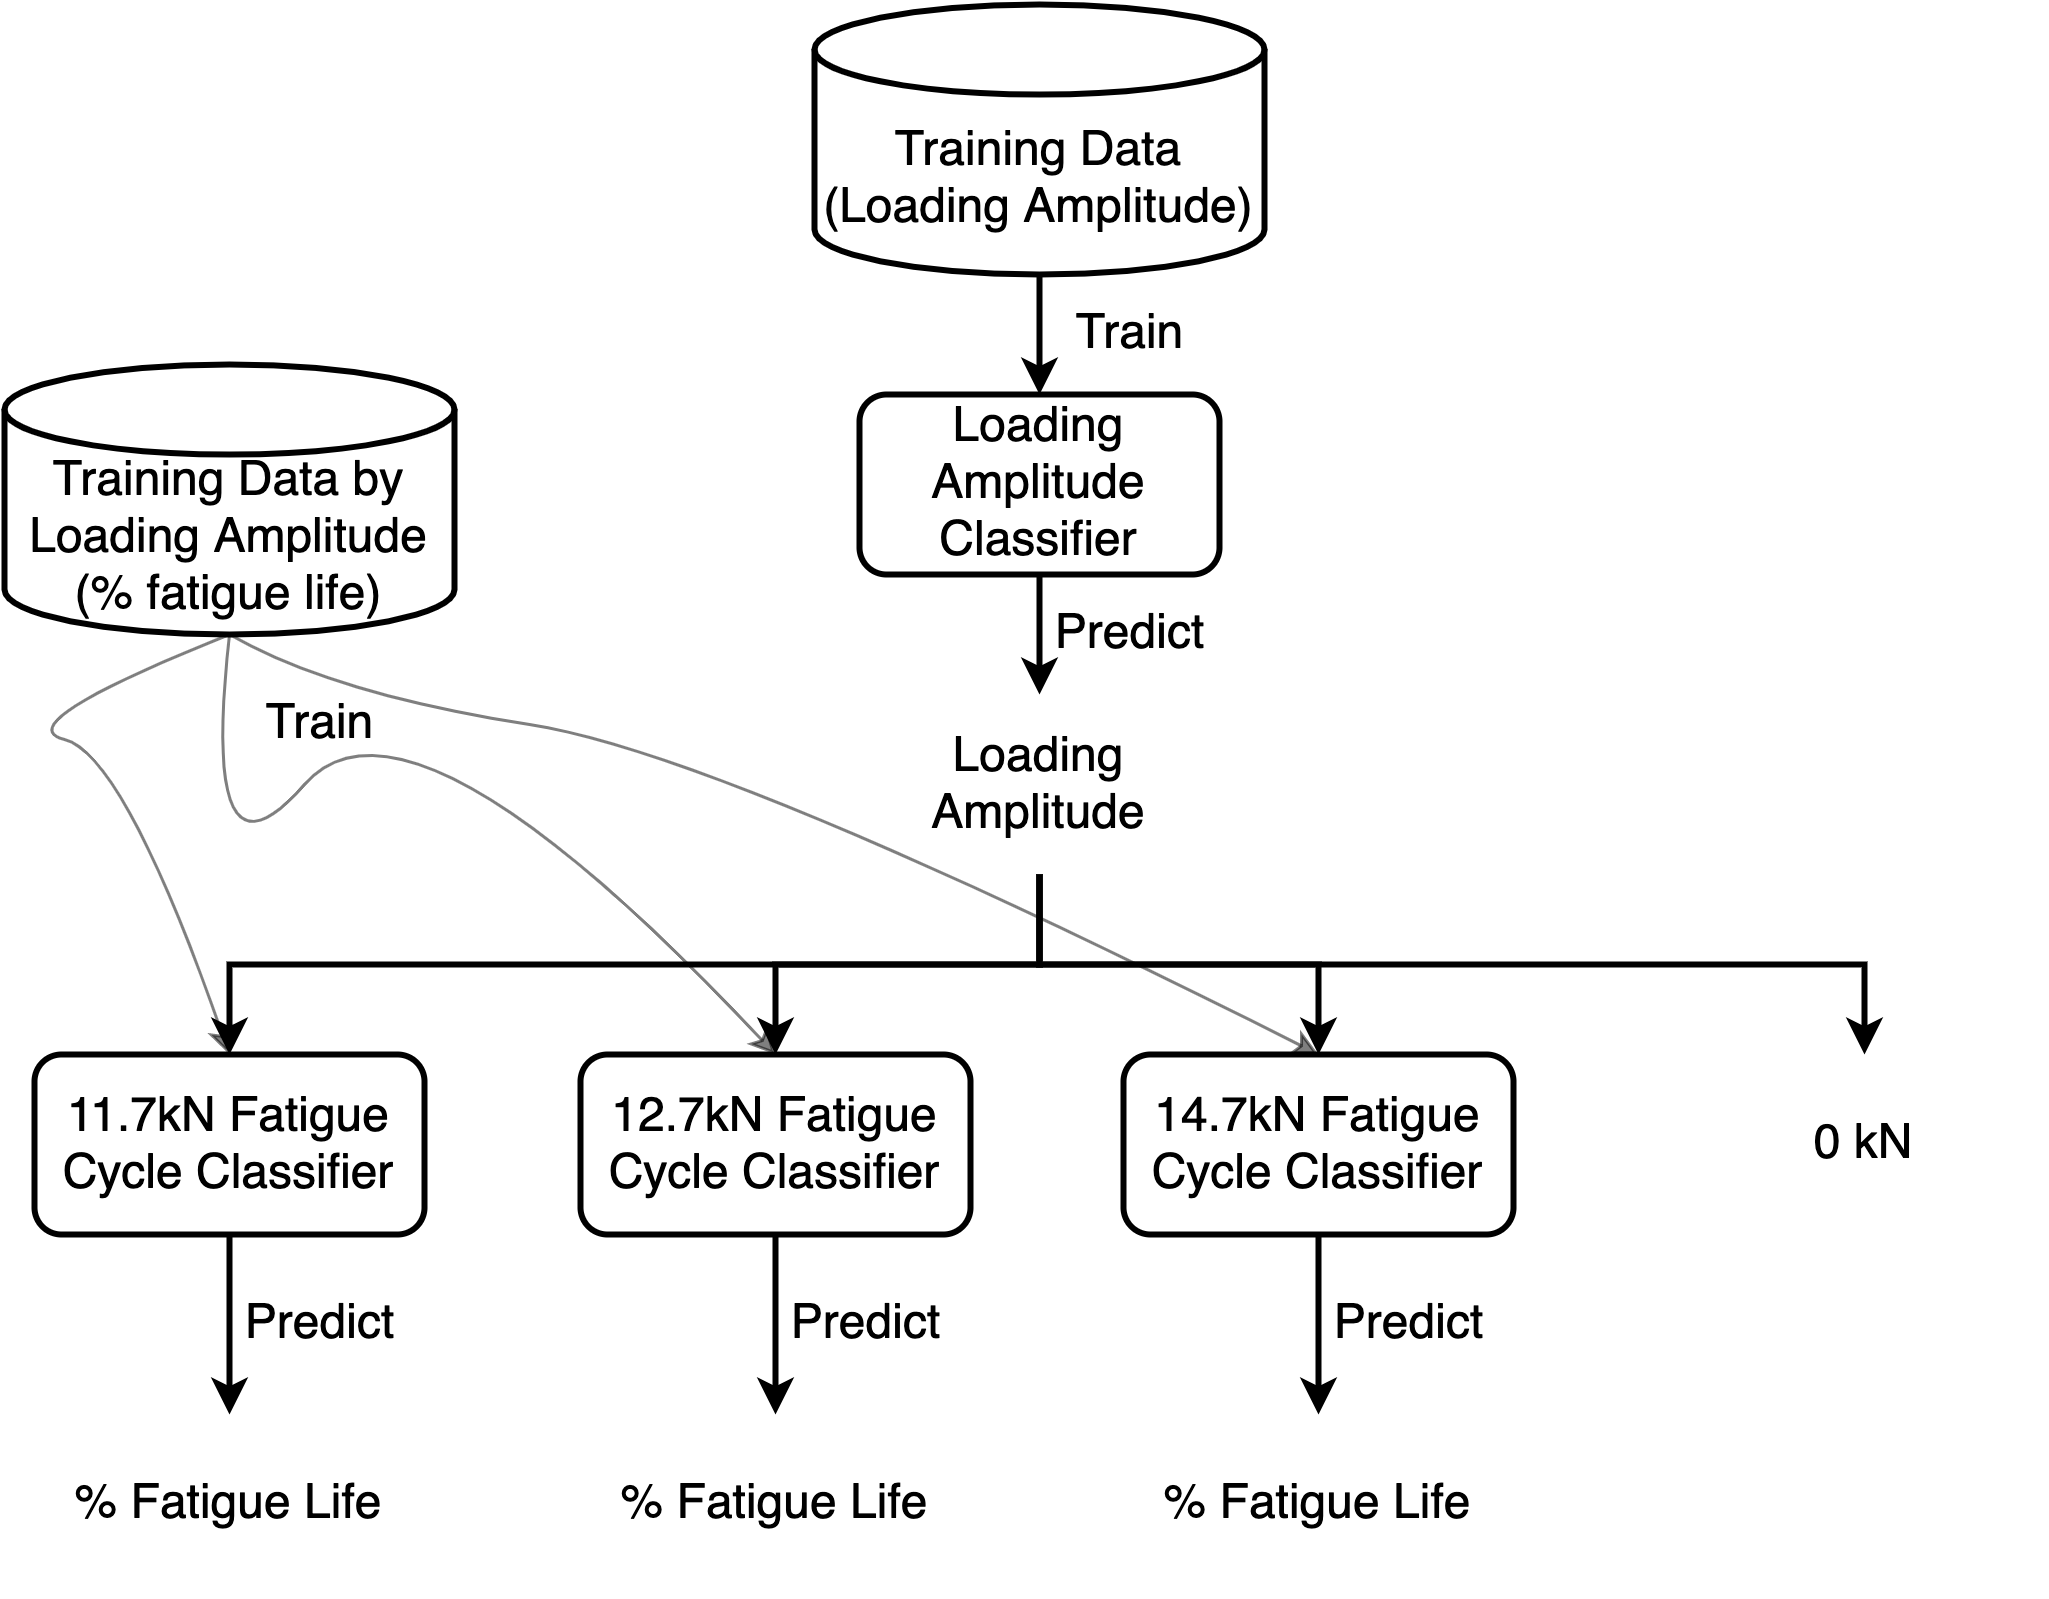 Training Data
(Loading Amplitude)
Train
Loading
Amplitude
Classifier
Training Data by
Loading Amplitude
(% fatigue life)
Predict
Train
Loading
Amplitude
11.7kN Fatigue
Cycle Classifier
12.7kN Fatigue
Cycle Classifier
14.7kN Fatigue
Cycle Classifier
0 kN
Predict
Predict
Predict
% Fatigue Life
% Fatigue Life
% Fatigue Life